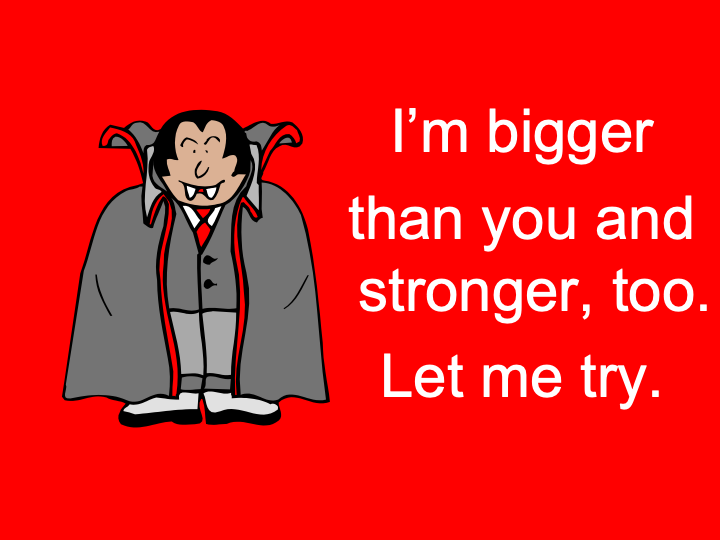 I’m bigger
than you and
stronger, too.
Let me try.